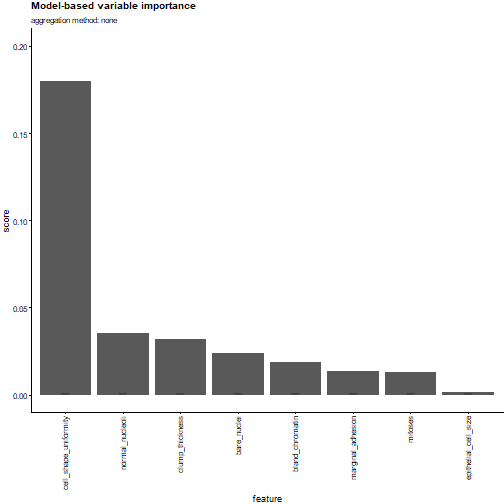 Model-based variable importance
aggregation method: none
score
0.20
0.15
0.10
0.05
0.00
cell_shape_uniformity
normal_nucleoli
clump_thickness
bare_nuclei
bland_chromatin
marginal_adhesion
mitoses
epithelial_cell_size
feature